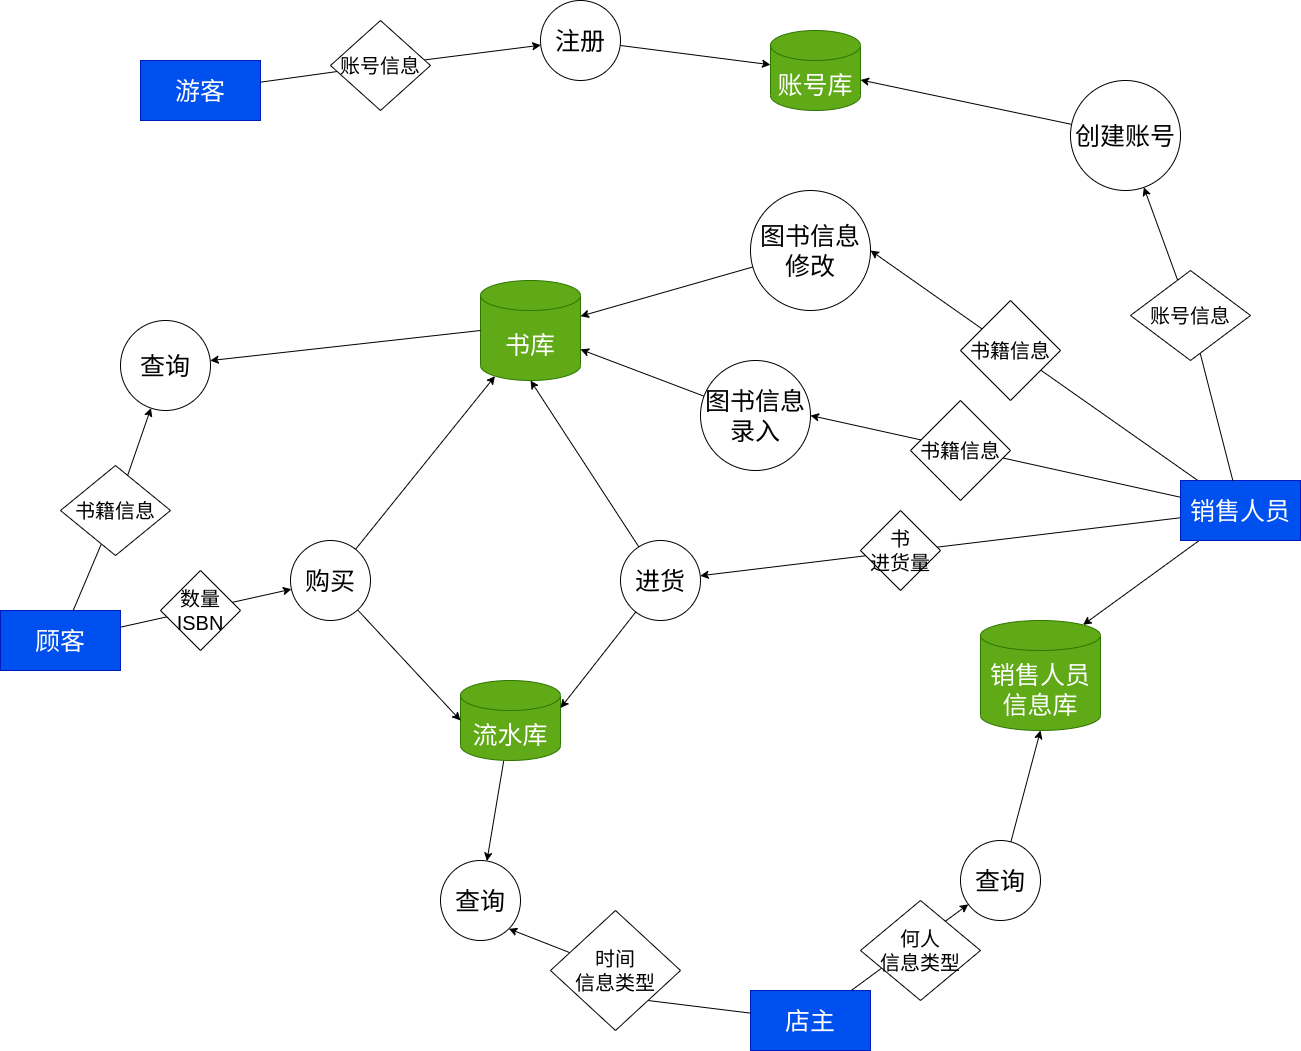 注册
账号信息
账号库
游客
创建账号
图书信息
修改
账号信息
书库
书籍信息
查询
图书信息
录入
书籍信息
书籍信息
销售人员
书
进货量
购买
进货
数量
ISBN
顾客
销售人员
信息库
流水库
查询
查询
何人
信息类型
时间
信息类型
店主